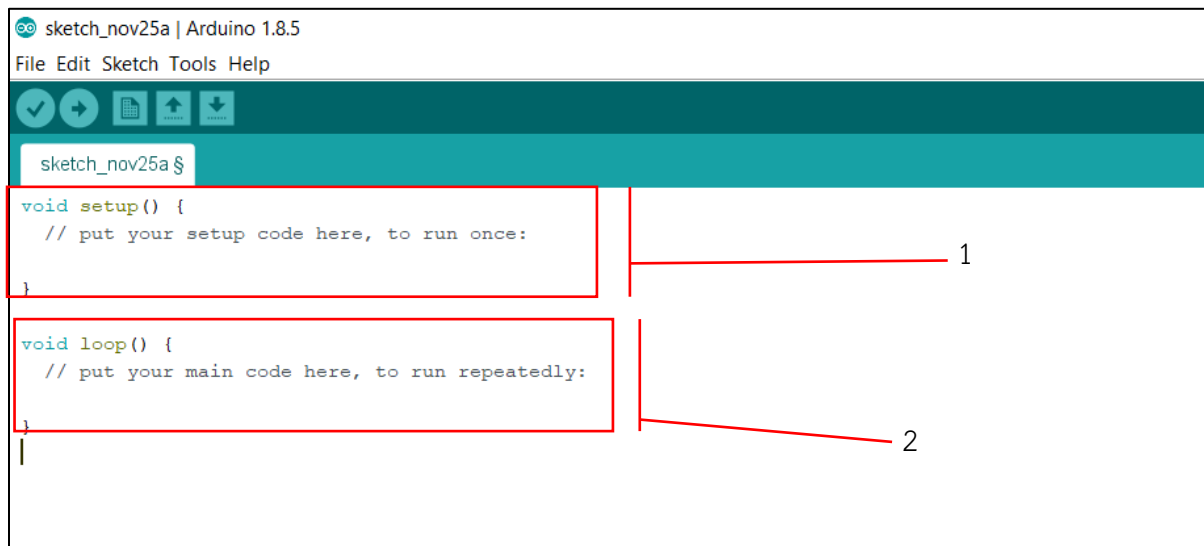 sketch_nov25a | Arduino 1.8.5
File Edit Sketch Tools Help
sketch_nov25a §
void setup() {
// put your setup code here, to run once:
}
1
void loop() {
// put your main code here, to run repeatedly:
}
2